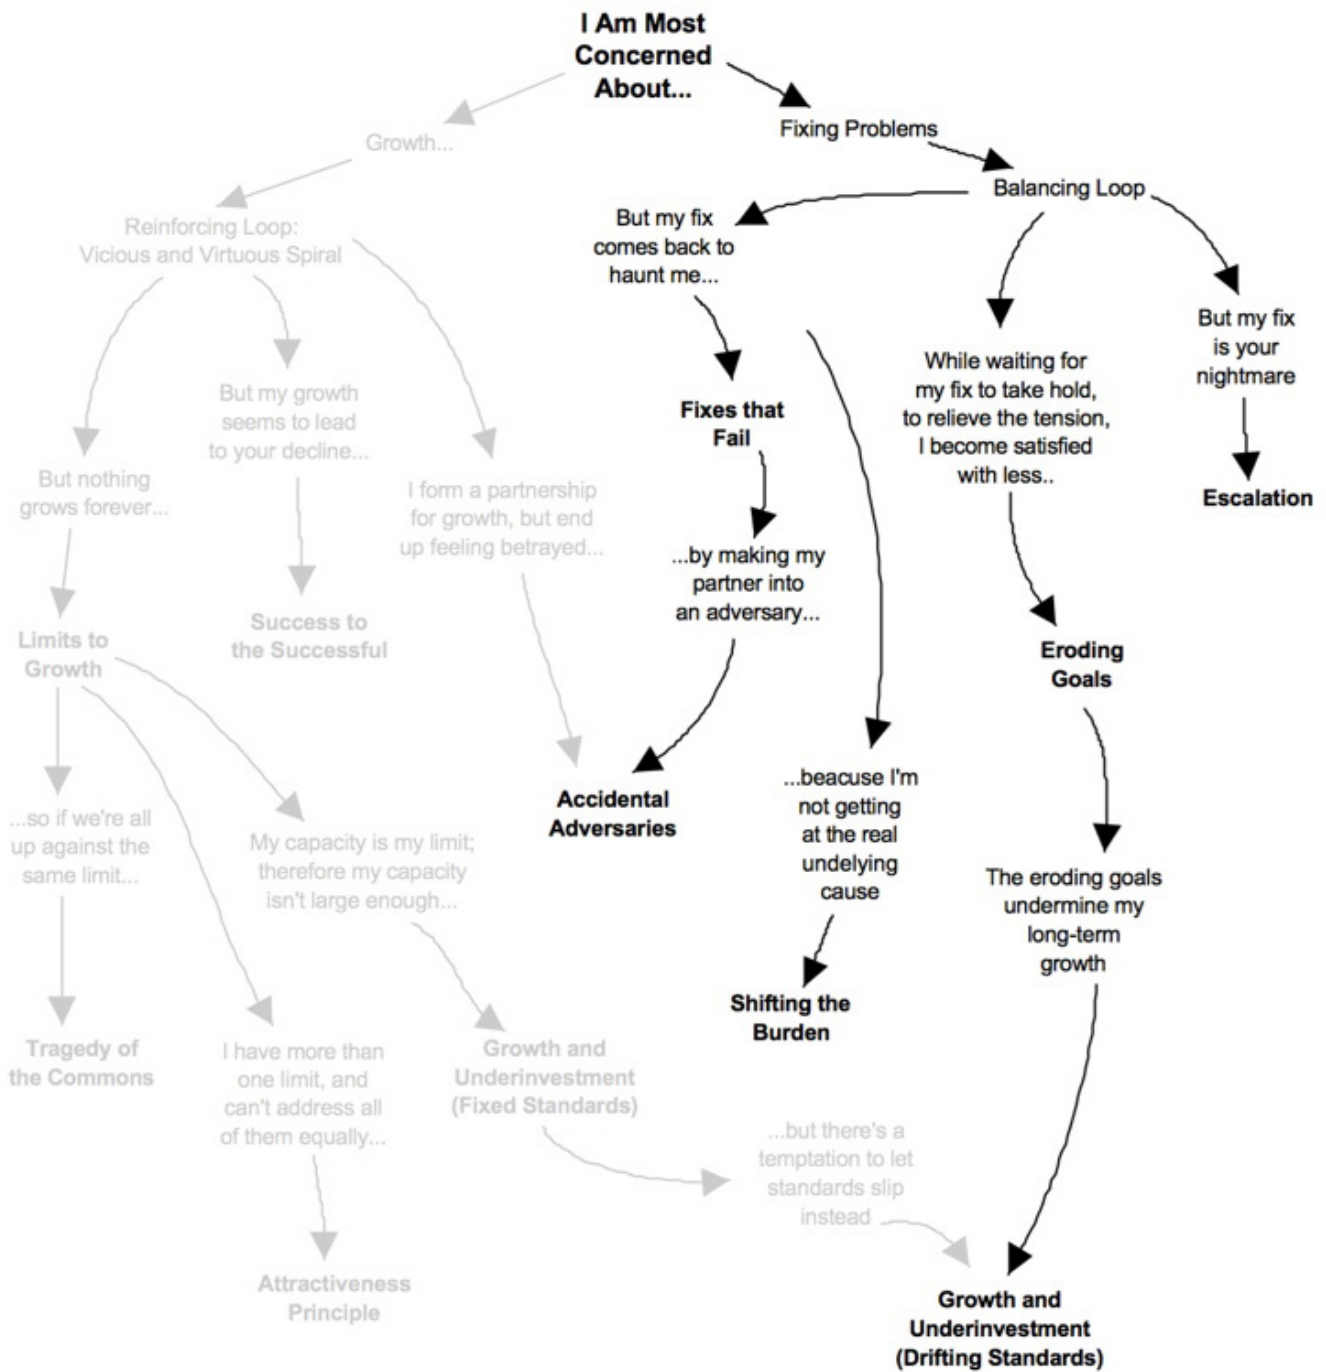 I Am Most
Concerned
About...
Growth...
Fixing Problems
Balancing Loop
Reinforcing Loop:
Vicious and Virtuous Spiral
But my fix
comes back to
haunt me...
But my fix
is your
nightmare
While waiting for
my fix to take hold,
to relieve the tension,
I become satisfied
with less..
But my growth
seems to lead
to your decline...
Fixes that
Fail
But nothing
grows forever...
I form a partnership
for growth, but end
up feeling betrayed...
Escalation
...by making my
partner into
an adversary...
Success to
the Successful
Limits to
Growth
Eroding
Goals
...so if we're all
up against the
same limit...
My capacity is my limit;
therefore my capacity
isn't large enough...
Accidental
Adversaries
...beacuse I'm
not getting
at the real
undelying
cause
The eroding goals
undermine my
long-term
growth
Shifting the
Burden
Tragedy of
the Commons
I have more than
one limit, and
can't address all
of them equally...
Growth and
Underinvestment
(Fixed Standards)
...but there's a
temptation to let
standards slip
instead
Attractiveness
Principle
Growth and
Underinvestment
(Drifting Standards)